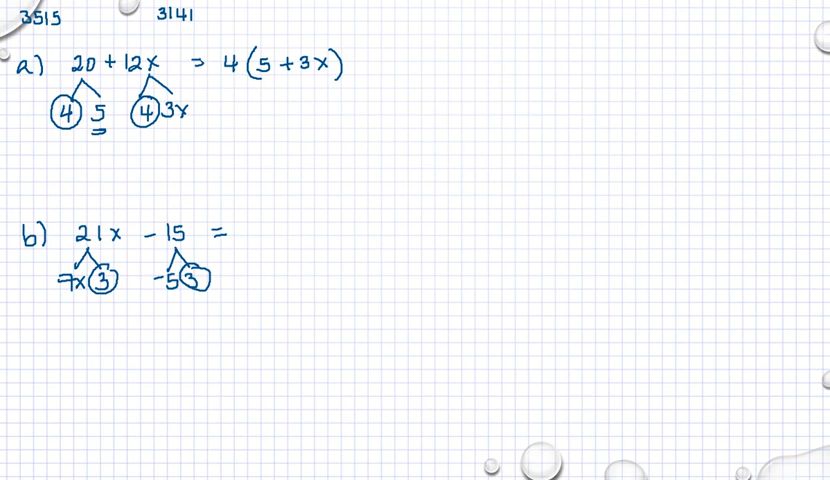 3515 3141
a) 20 + 12x = 4 (5 + 3x)
4 5 4 3x
b) 21x - 15 =
7x 3 -5 3